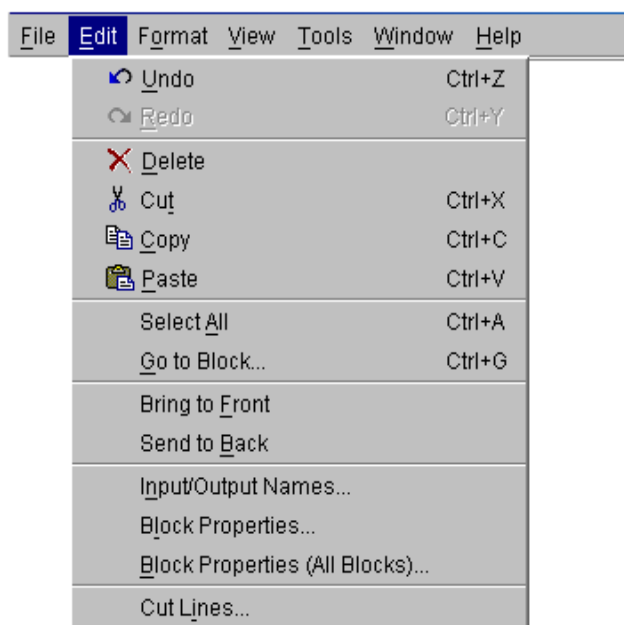 File Edit Format View Tools Window Help
Undo Ctrl+Z
Redo Ctrl+Y
Delete
Cut Ctrl+X
Copy Ctrl+C
Paste Ctrl+V
Select All Ctrl+A
Go to Block... Ctrl+G
Bring to Front
Send to Back
Input/Output Names...
Block Properties...
Block Properties (All Blocks)...
Cut Lines...